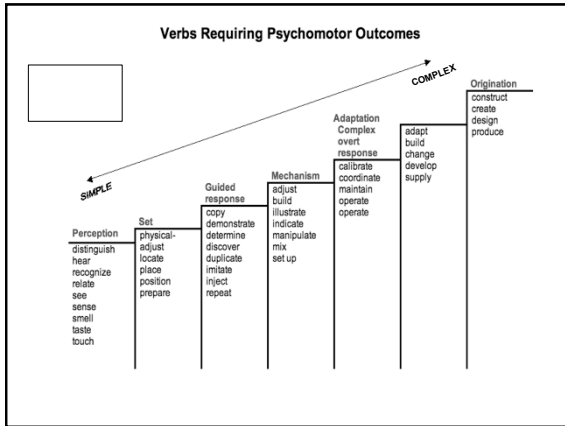 Verbs Requiring Psychomotor Outcomes
SIMPLE
COMPLEX
Perception
distinguish
hear
recognize
relate
see
sense
smell
taste
touch
Set
physical-
adjust
locate
place
position
prepare
Guided
response
copy
demonstrate
determine
discover
duplicate
imitate
inject
repeat
Mechanism
adjust
build
illustrate
indicate
manipulate
mix
set up
Adaptation
Complex
overt
response
calibrate
coordinate
maintain
operate
operate
adapt
build
change
develop
supply
Origination
construct
create
design
produce